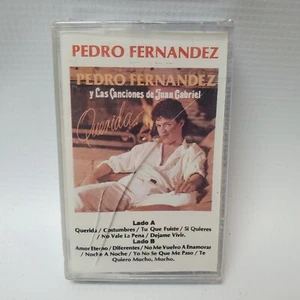 PEDRO FERNANDEZ
PEDRO FERNANDEZ
y Las Canciones de Juan Gabriel
Querida
Lado A
Querida / Costumbres / Tu Que Fuiste / Si Quieres
/ No Vale La Pena / Dejame Vivir.
Lado B
Amor Eterno / Diferentes / No Me Vuelvo A Enamorar
/ Noche A Noche / Yo No Se Que Me Paso / Te
Quiero Mucho, Mucho.